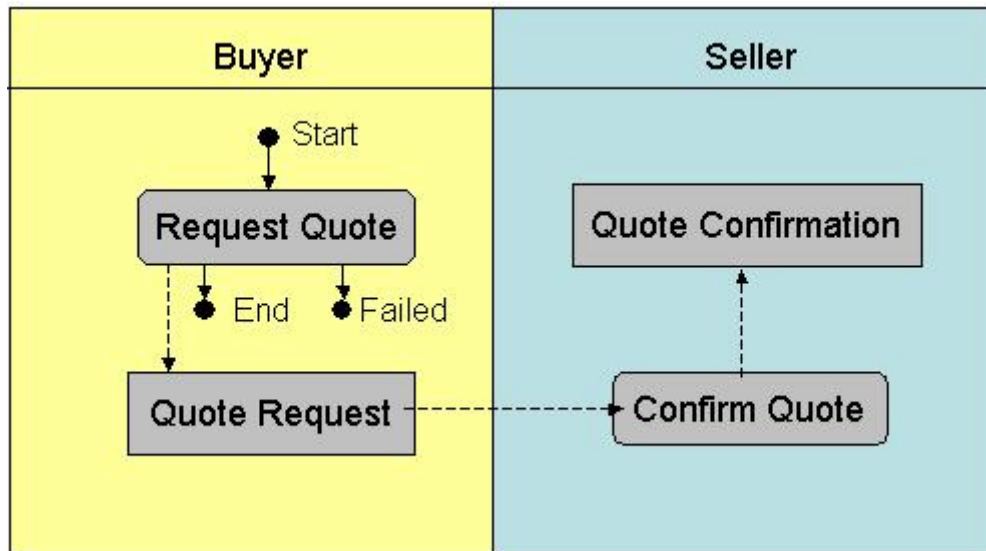 Buyer
Seller
Start
Request Quote
Quote Confirmation
End
Failed
Quote Request
Confirm Quote